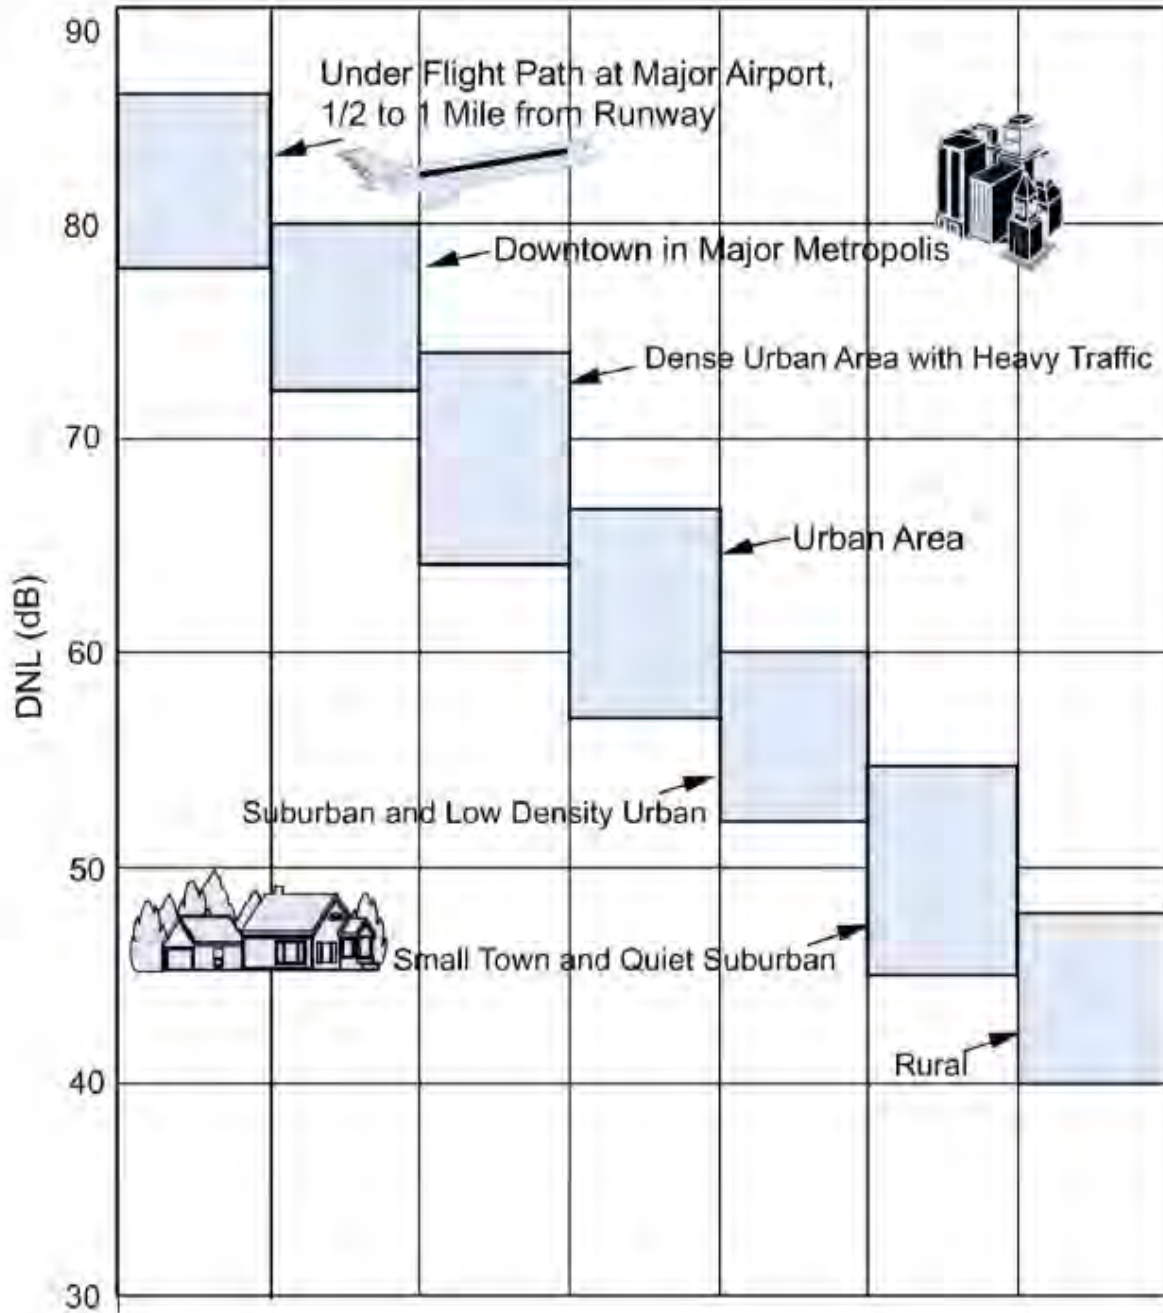 90
Under Flight Path at Major Airport,
1/2 to 1 Mile from Runway
80
Downtown in Major Metropolis
Dense Urban Area with Heavy Traffic
70
Urban Area
DNL (dB)
60
Suburban and Low Density Urban
50
Small Town and Quiet Suburban
Rural
40
30